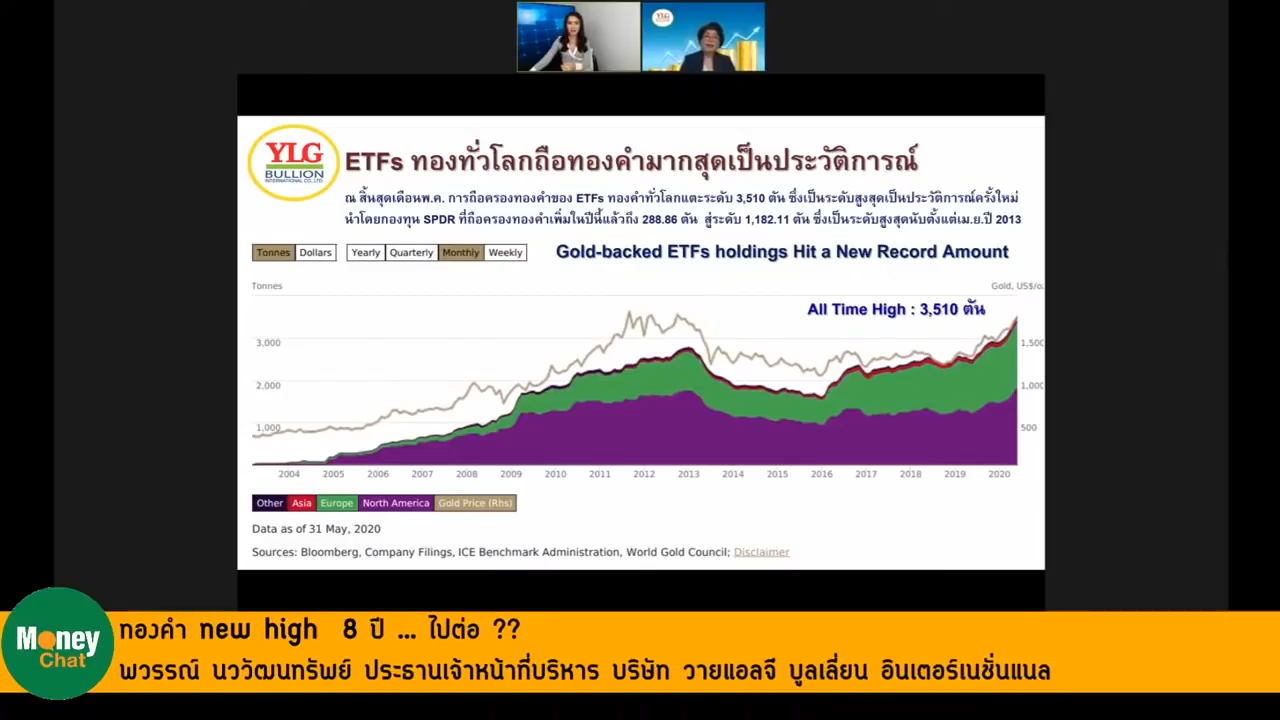 YLG
YLG
BULLION
INTERNATIONAL CO.,LTD.
ETFs ทองทั่วโลกถือทองคำมากสุดเป็นประวัติการณ์
ณ สิ้นสุดเดือนพ.ค. การถือครองทองคำของ ETFs ทองคำทั่วโลกแตะระดับ 3,510 ตัน ซึ่งเป็นระดับสูงสุดเป็นประวัติการณ์ครั้งใหม่
นำโดยกองทุน SPDR ที่ถือครองทองคำเพิ่มในปีนี้แล้วถึง 288.86 ตัน สู่ระดับ 1,182.11 ตัน ซึ่งเป็นระดับสูงสุดนับตั้งแต่เม.ย.ปี 2013
Tonnes Dollars Yearly Quarterly Monthly Weekly
Gold-backed ETFs holdings Hit a New Record Amount
Tonnes Gold, US$/o
All Time High : 3,510 ตัน
3,000 1,500
2,000 1,000
1,000 500
2004 2005 2006 2007 2008 2009 2010 2011 2012 2013 2014 2015 2016 2017 2018 2019 2020
Other Asia Europe North America Gold Price (Rhs)
Data as of 31 May, 2020
Sources: Bloomberg, Company Filings, ICE Benchmark Administration, World Gold Council; Disclaimer
Money
Chat
ทองคำ new high 8 ปี ... ไปต่อ ??
พวรรณ์ นววัฒนทรัพย์ ประธานเจ้าหน้าที่บริหาร บริษัท วายแอลจี บูลเลี่ยน อินเตอร์เนชั่นแนล